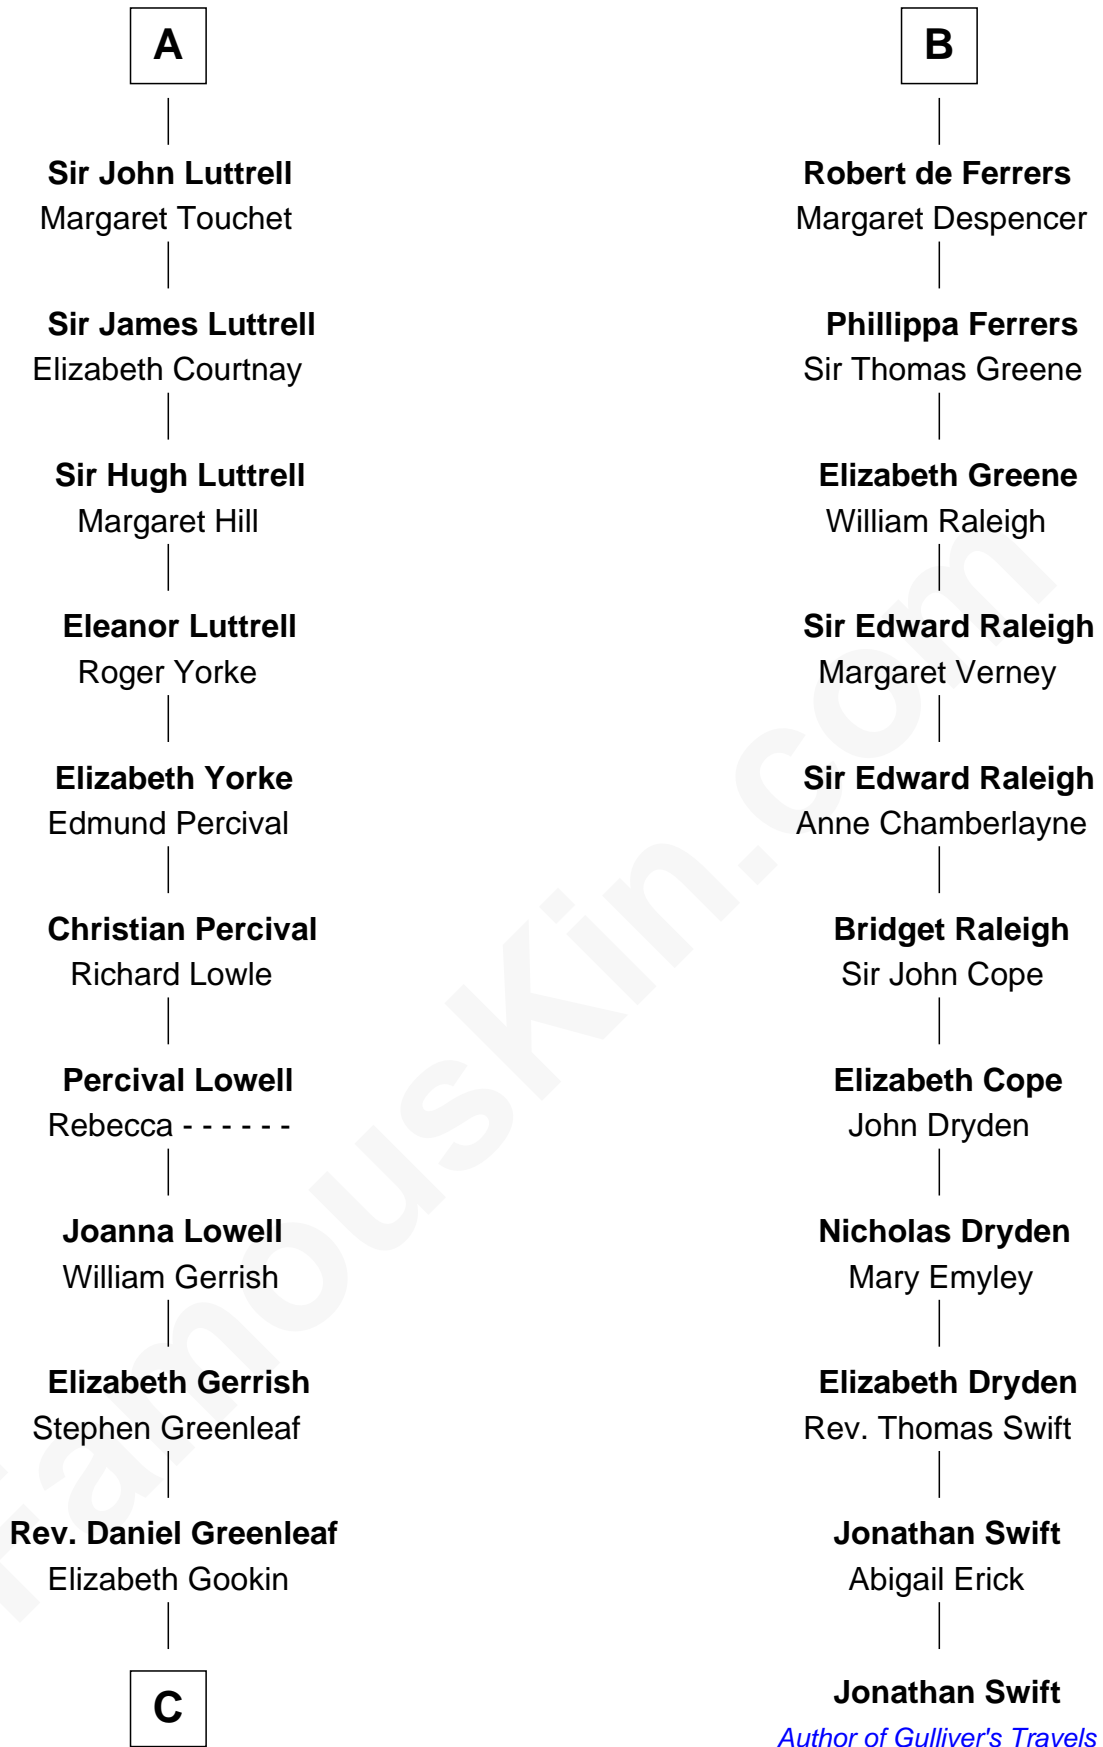 A
Sir John Luttrell
Margaret Touchet
Sir James Luttrell
Elizabeth Courtnay
Sir Hugh Luttrell
Margaret Hill
Eleanor Luttrell
Roger Yorke
Elizabeth Yorke
Edmund Percival
Christian Percival
Richard Lowle
Percival Lowell
Rebecca - - - - - -
Joanna Lowell
William Gerrish
Elizabeth Gerrish
Stephen Greenleaf
Rev. Daniel Greenleaf
Elizabeth Gookin
C
B
Robert de Ferrers
Margaret Despencer
Phillippa Ferrers
Sir Thomas Greene
Elizabeth Greene
William Raleigh
Sir Edward Raleigh
Margaret Verney
Sir Edward Raleigh
Anne Chamberlayne
Bridget Raleigh
Sir John Cope
Elizabeth Cope
John Dryden
Nicholas Dryden
Mary Emyley
Elizabeth Dryden
Rev. Thomas Swift
Jonathan Swift
Abigail Erick
Jonathan Swift
Author of Gulliver's Travels
FamousKin.com